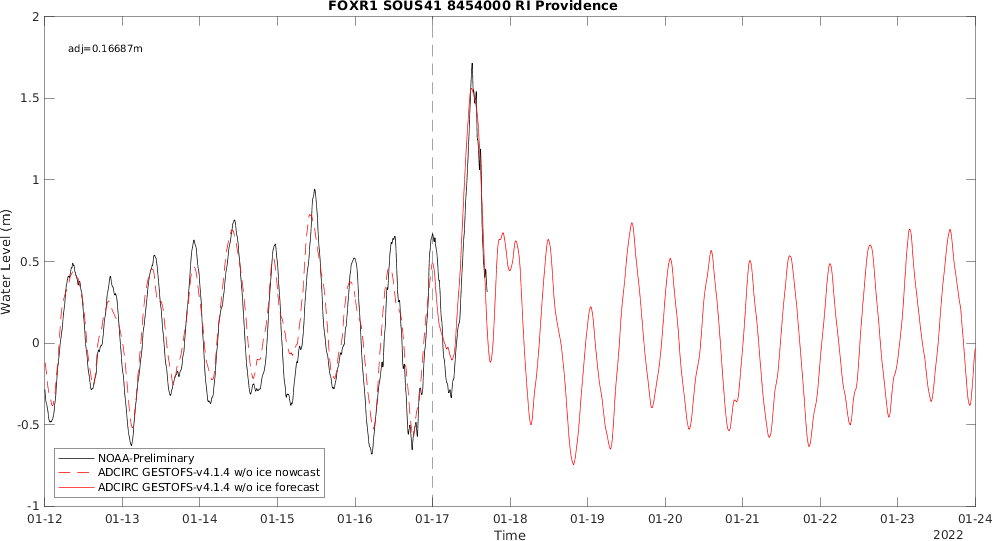 FOXR1 SOUS41 8454000 RI Providence
adj=0.16687m
2
1.5
1
0.5
0
-0.5
-1
Water Level (m)
NOAA-Preliminary
ADCIRC GESTOFS-v4.1.4 w/o ice nowcast
ADCIRC GESTOFS-v4.1.4 w/o ice forecast
01-12 01-13 01-14 01-15 01-16 01-17 01-18 01-19 01-20 01-21 01-22 01-23 01-24
Time
2022